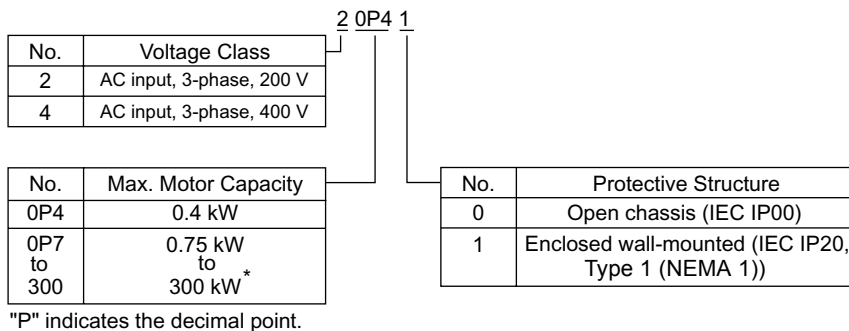 2 0P4 1
No. Voltage Class
2 AC input, 3-phase, 200 V
4 AC input, 3-phase, 400 V
No. Max. Motor Capacity
0P4 0.4 kW
0P7 0.75 kW
to to
300 300 kW*
"P" indicates the decimal point.
No. Protective Structure
0 Open chassis (IEC IP00)
1 Enclosed wall-mounted (IEC IP20,
Type 1 (NEMA 1))